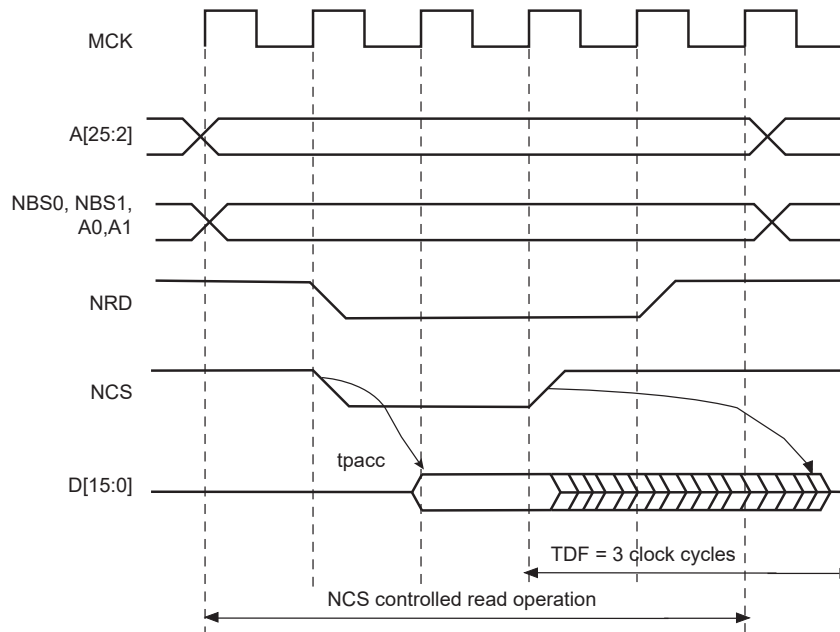 MCK
A[25:2]
NBS0, NBS1,
A0,A1
NRD
NCS
tpacc
D[15:0]
TDF = 3 clock cycles
NCS controlled read operation